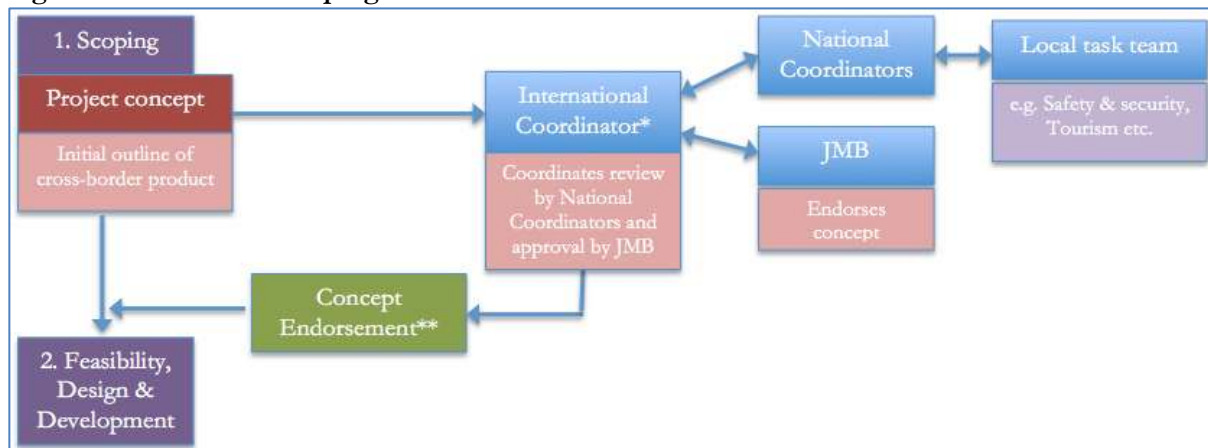 1. Scoping
Project concept
Initial outline of
cross-border product
International
Coordinator*
Coordinates review
by National
Coordinators and
approval by JMB
National
Coordinators
Local task team
e.g. Safety & security,
Tourism etc.
JMB
Endorses
concept
Concept
Endorsement**
2. Feasibility,
Design &
Development